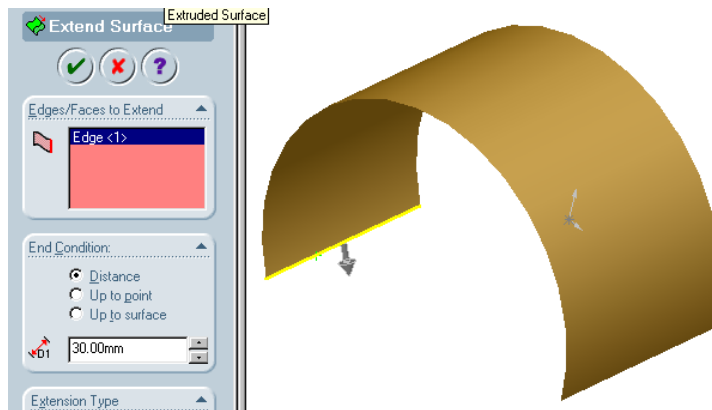 Extruded Surface
Extend Surface
?
Edges/Faces to Extend
Edge <1>
End Condition:
Distance
Up to point
Up to surface
D1
30.00mm
Extension Type